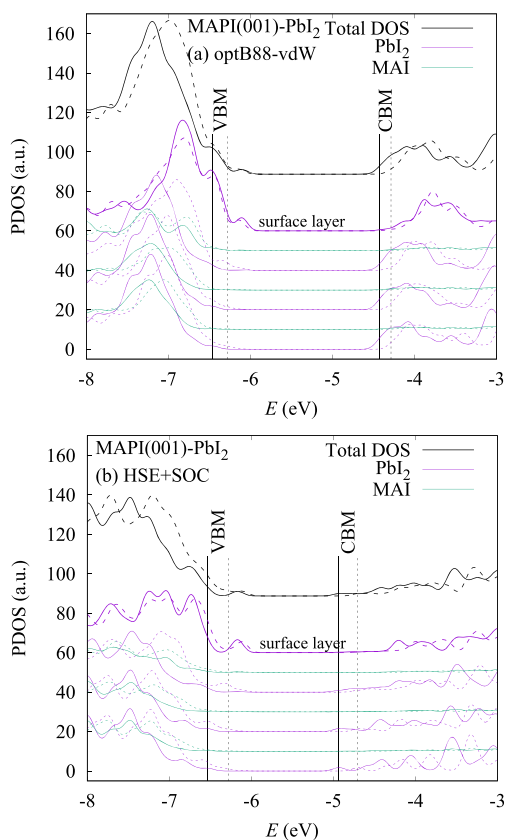 MAPI(001)-PbI₂ Total DOS
(a) optB88-vdW PbI₂
MAI
VBM
CBM
surface layer
PDOS (a.u.)
160
140
120
100
80
60
40
20
0
-8 -7 -6 -5 -4 -3
E (eV)
MAPI(001)-PbI₂ Total DOS
(b) HSE+SOC PbI₂
MAI
VBM
CBM
surface layer
PDOS (a.u.)
160
140
120
100
80
60
40
20
0
-8 -7 -6 -5 -4 -3
E (eV)